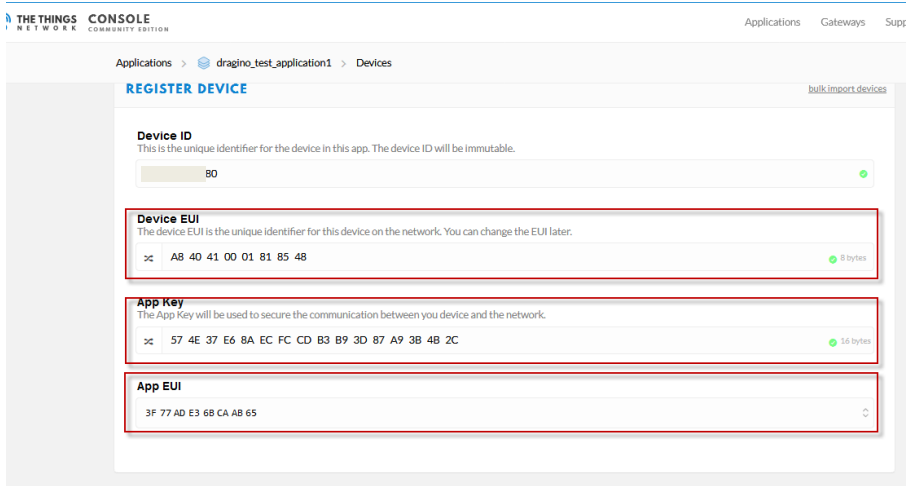 THE THINGS CONSOLE
NETWORK COMMUNITY EDITION
Applications Gateways Supp
Applications > dragino_test_application1 > Devices
REGISTER DEVICE bulk import devices
Device ID
This is the unique identifier for the device in this app. The device ID will be immutable.
80
Device EUI
The device EUI is the unique identifier for this device on the network. You can change the EUI later.
A8 40 41 00 01 81 85 48 8 bytes
App Key
The App Key will be used to secure the communication between you device and the network.
57 4E 37 E6 8A EC FC CD B3 B9 3D 87 A9 3B 4B 2C 16 bytes
App EUI
3F 77 AD E3 6B CA AB 65